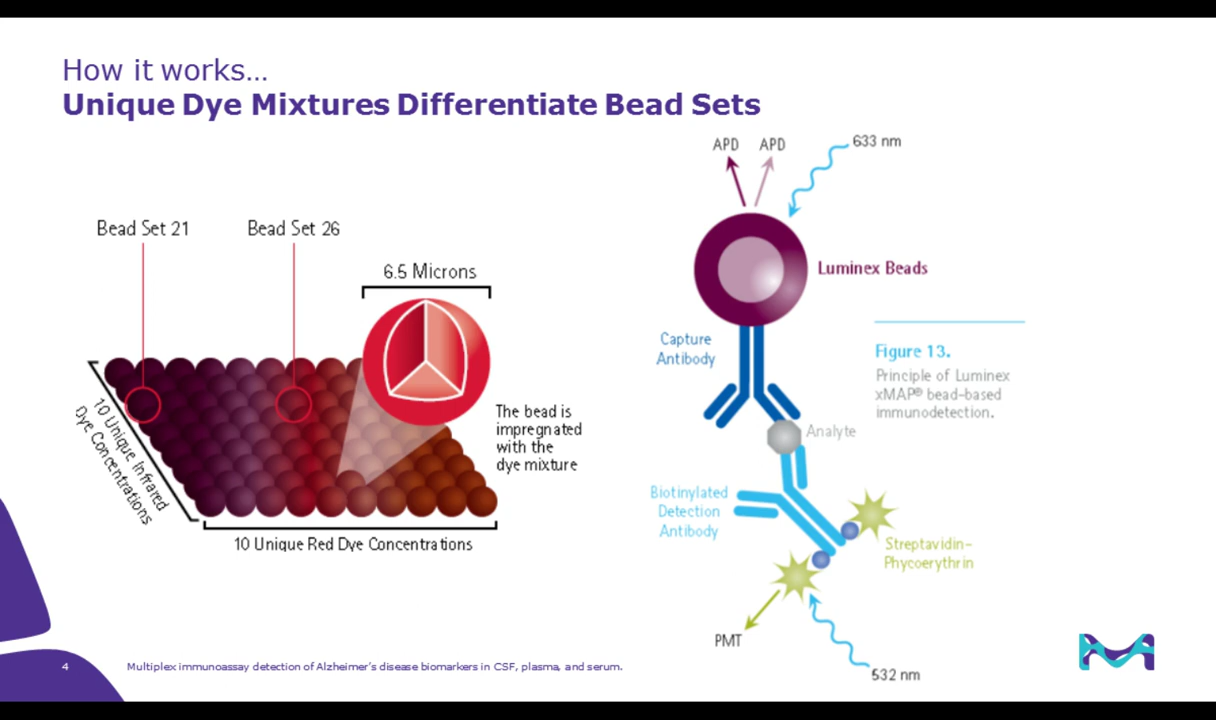 How it works...
Unique Dye Mixtures Differentiate Bead Sets
Bead Set 21
Bead Set 26
6.5 Microns
The bead is
impregnated
with the
dye mixture
10 Unique Infrared
Dye Concentrations
10 Unique Red Dye Concentrations
APD
APD
633 nm
Luminex Beads
Capture
Antibody
Figure 13.
Principle of Luminex
xMAP® bead-based
immunodetection.
Analyte
Biotinylated
Detection
Antibody
Streptavidin-
Phycoerythrin
PMT
532 nm
4
Multiplex immunoassay detection of Alzheimer's disease biomarkers in CSF, plasma, and serum.